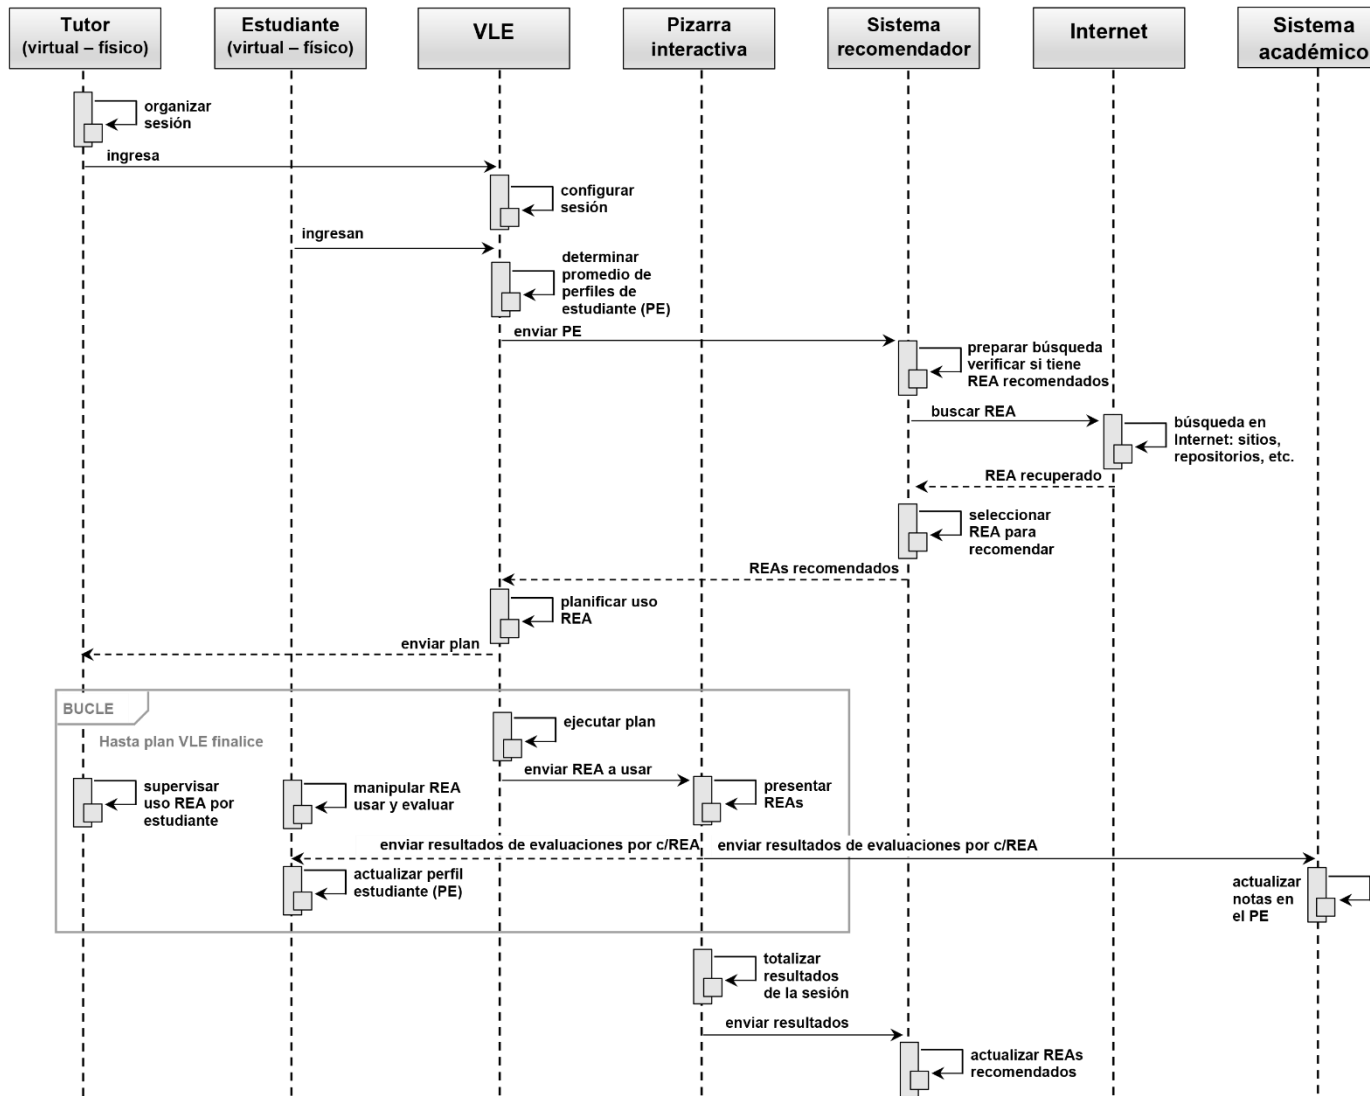 Tutor
(virtual – físico)
Estudiante
(virtual – físico)
VLE
Pizarra
interactiva
Sistema
recomendador
Internet
Sistema
académico
organizar
sesión
ingresa
configurar
sesión
ingresan
determinar
promedio de
perfiles de
estudiante (PE)
enviar PE
preparar búsqueda
verificar si tiene
REA recomendados
buscar REA
búsqueda en
Internet: sitios,
repositorios, etc.
REA recuperado
seleccionar
REA para
recomendar
REAs recomendados
planificar uso
REA
enviar plan
BUCLE
Hasta plan VLE finalice
ejecutar plan
enviar REA a usar
supervisar
uso REA por
estudiante
manipular REA
usar y evaluar
presentar
REAs
enviar resultados de evaluaciones por c/REA
enviar resultados de evaluaciones por c/REA
actualizar perfil
estudiante (PE)
actualizar
notas en
el PE
totalizar
resultados
de la sesión
enviar resultados
actualizar REAs
recomendados